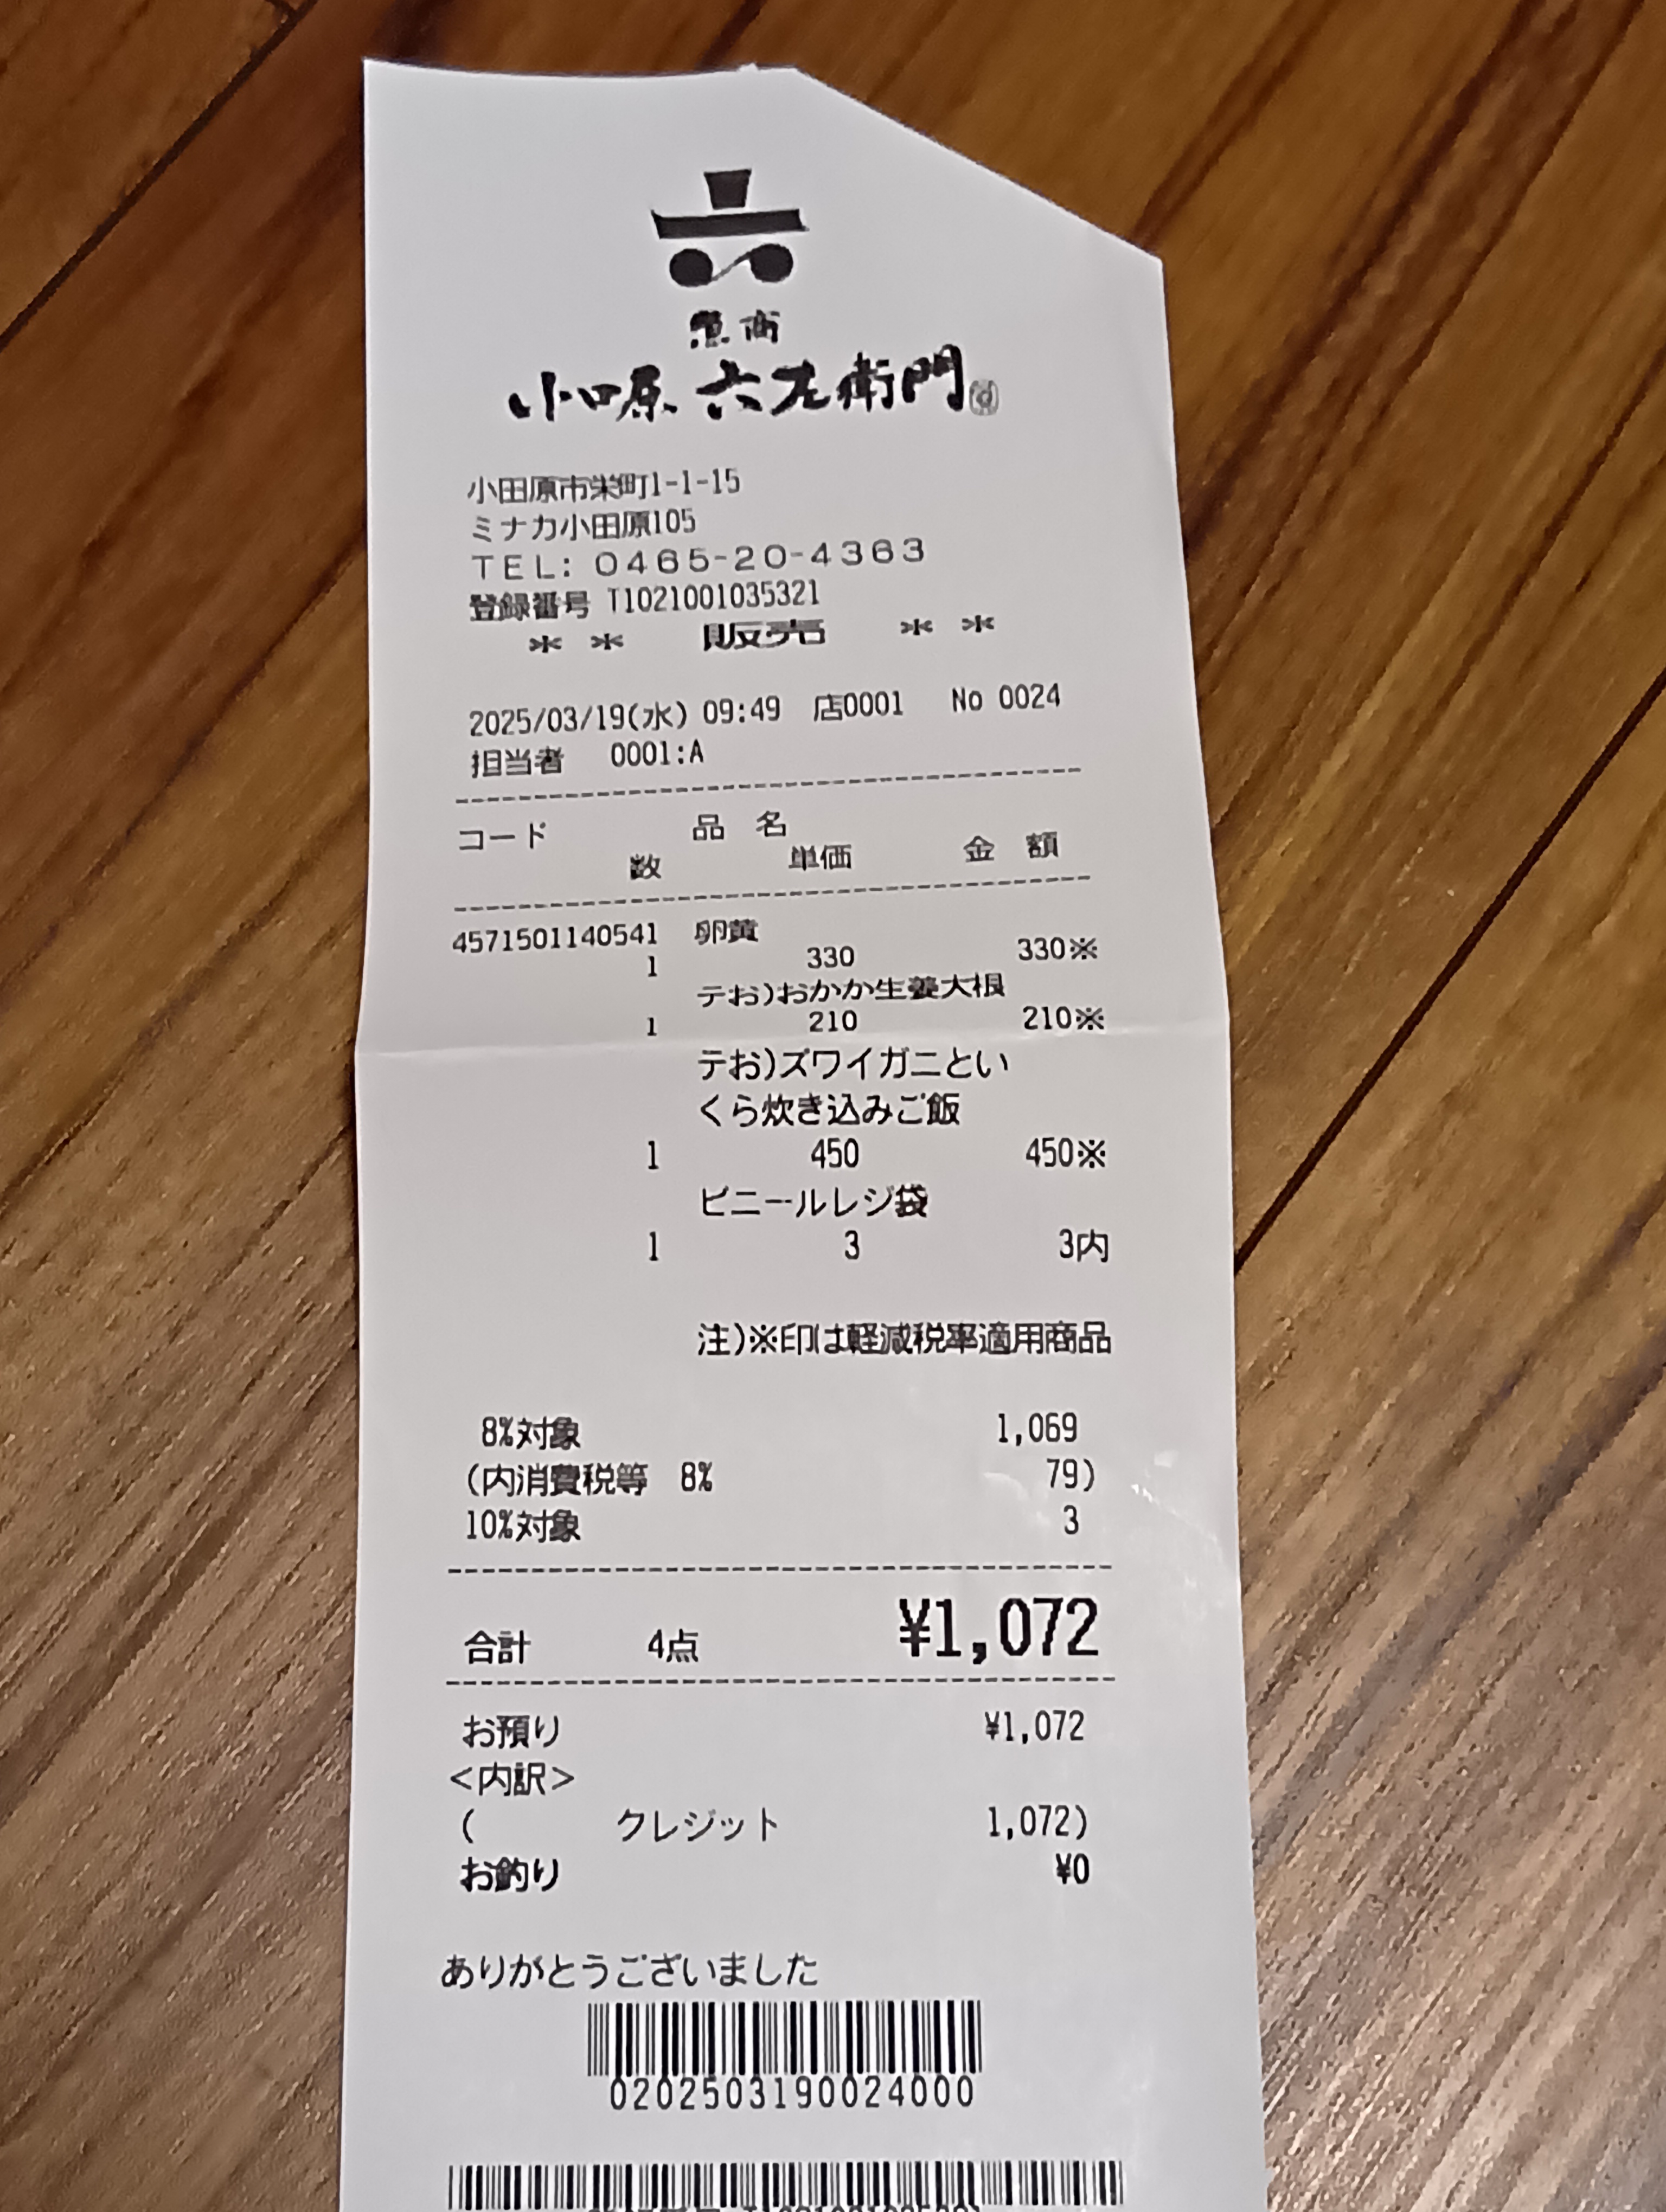 魚商
小田原 六左衛門
小田原市栄町1-1-15
ミナカ小田原105
TEL: 0465-20-4363
登録番号 T1021001035321
＊ ＊ 販売 ＊ ＊
2025/03/19(水) 09:49 店0001 No 0024
担当者 0001:A
コード 品 名
数 単価 金 額
4571501140541 卵黄
1 330 330※
テお)おかか生姜大根
1 210 210※
テお)ズワイガニとい
くら炊き込みご飯
1 450 450※
ビニールレジ袋
1 3 3内
注)※印は軽減税率適用商品
8%対象 1,069
(内消費税等 8% 79)
10%対象 3
合計 4点 ¥1,072
お預り ¥1,072
<内訳>
( クレジット 1,072)
お釣り ¥0
ありがとうございました
0202503190024000